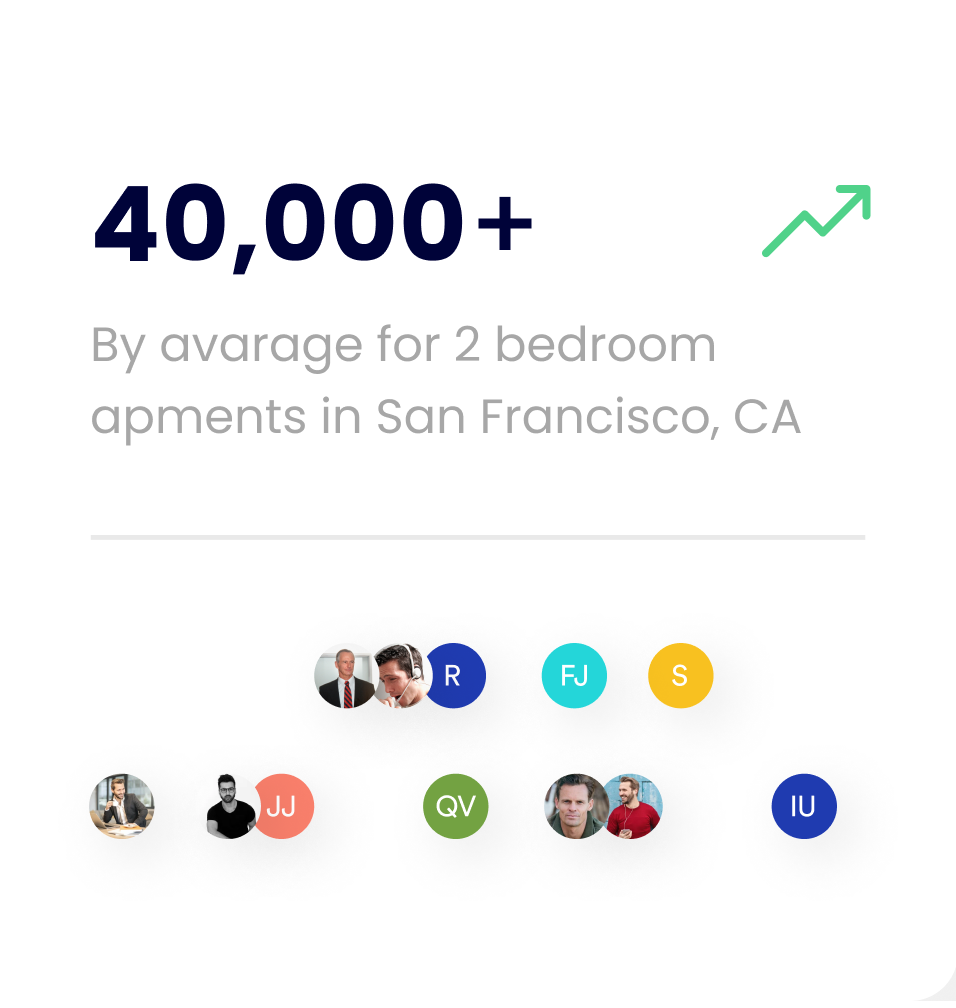 40,000+
By avarage for 2 bedroom
apments in San Francisco, CA
R FJ S
JJ QV IU